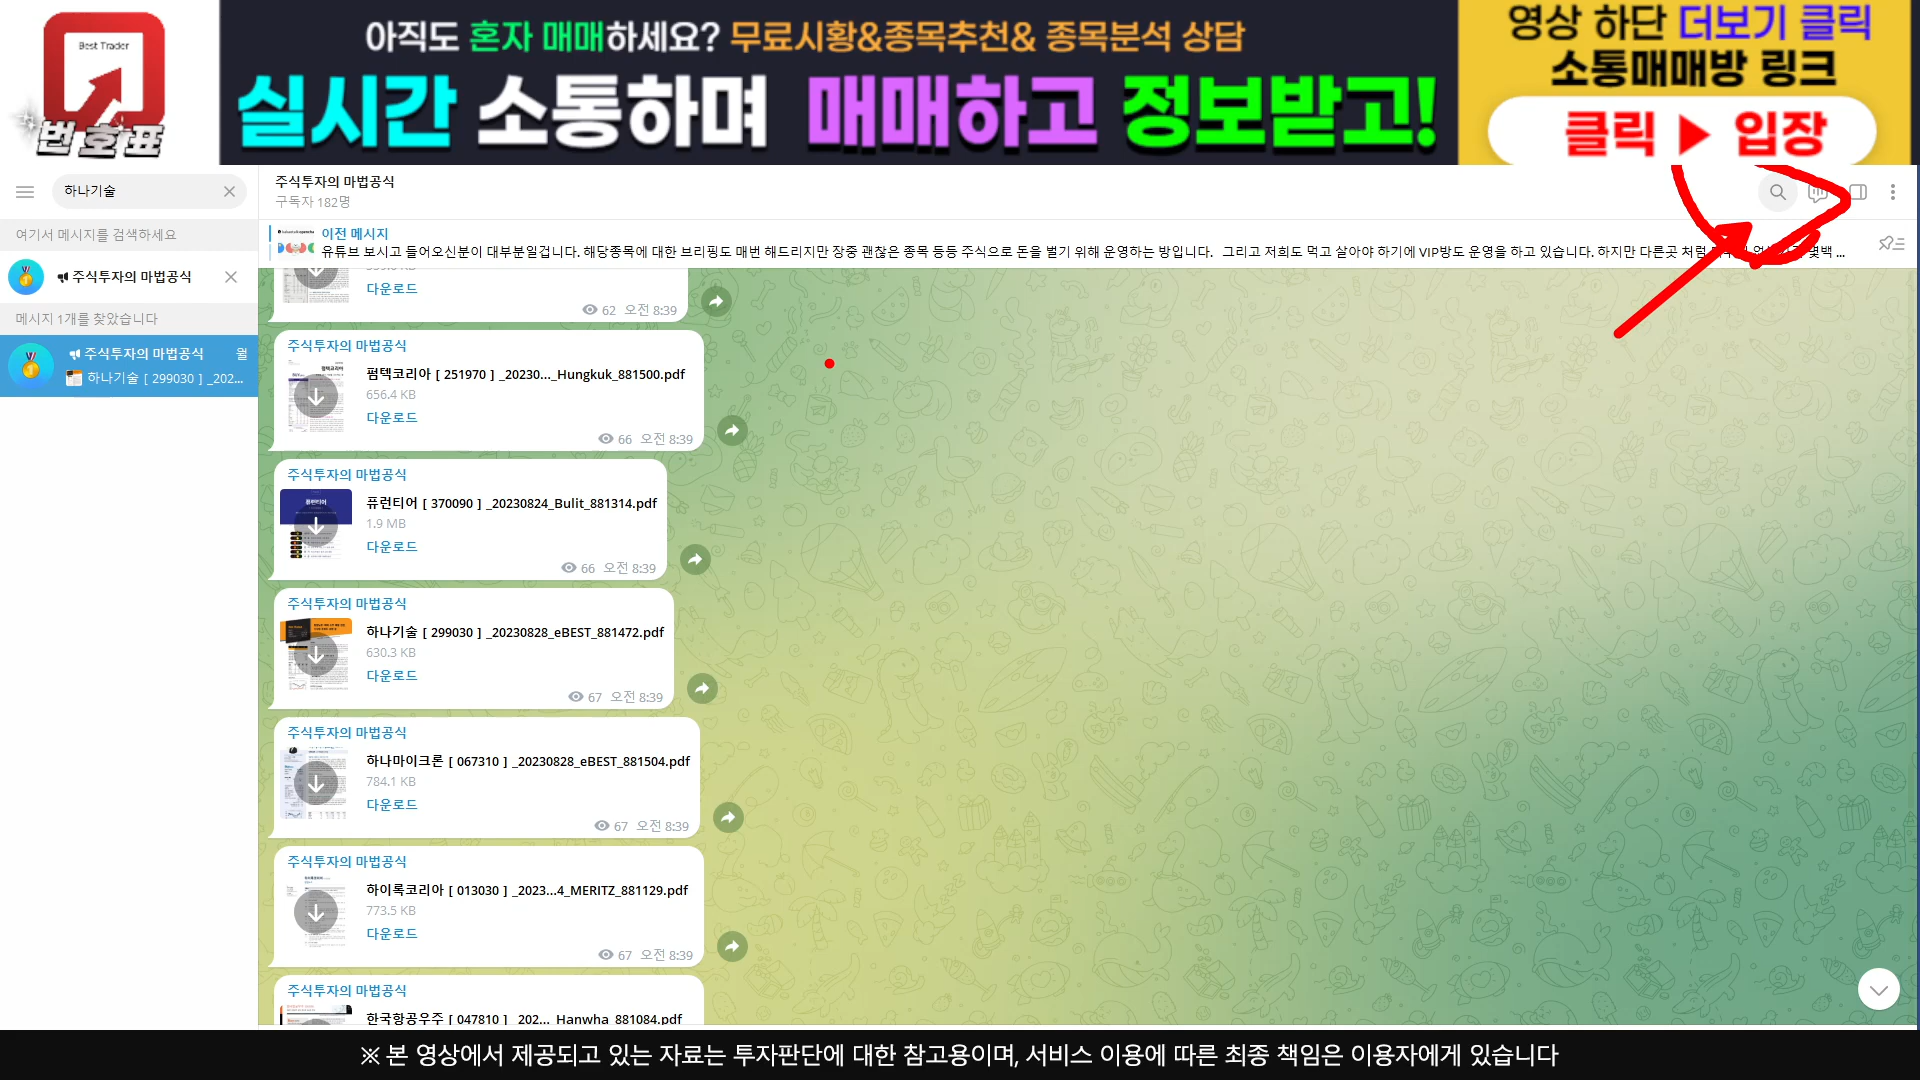 Best Trader
번호표
아직도 혼자 매매하세요? 무료시황&종목추천& 종목분석 상담
실시간 소통하며 매매하고 정보받고!
영상 하단 더보기 클릭
소통매매방 링크
클릭 ▶ 입장
하나기술
여기서 메시지를 검색하세요
주식투자의 마법공식
메시지 1개를 찾았습니다
주식투자의 마법공식 월
하나기술 [ 299030 ] _202...
주식투자의 마법공식
구독자 182명
이전 메시지
유튜브 보시고 들어오신분이 대부분일겁니다. 해당종목에 대한 브리핑도 매번 해드리지만 장중 괜찮은 종목 등등 주식으로 돈을 벌기 위해 운영하는 방입니다. 그리고 저희도 먹고 살아야 하기에 VIP방도 운영을 하고 있습니다. 하지만 다른곳 처럼 몇백 ...
다운로드
62 오전 8:39
주식투자의 마법공식
펌텍코리아 [ 251970 ] _20230..._Hungkuk_881500.pdf
656.4 KB
다운로드
66 오전 8:39
주식투자의 마법공식
퓨런티어 [ 370090 ] _20230824_Bulit_881314.pdf
1.9 MB
다운로드
66 오전 8:39
주식투자의 마법공식
하나기술 [ 299030 ] _20230828_eBEST_881472.pdf
630.3 KB
다운로드
67 오전 8:39
주식투자의 마법공식
하나마이크론 [ 067310 ] _20230828_eBEST_881504.pdf
784.1 KB
다운로드
67 오전 8:39
주식투자의 마법공식
하이록코리아 [ 013030 ] _2023...4_MERITZ_881129.pdf
773.5 KB
다운로드
67 오전 8:39
주식투자의 마법공식
한국항공우주 [ 047810 ] _202..._Hanwha_881084.pdf
※ 본 영상에서 제공되고 있는 자료는 투자판단에 대한 참고용이며, 서비스 이용에 따른 최종 책임은 이용자에게 있습니다